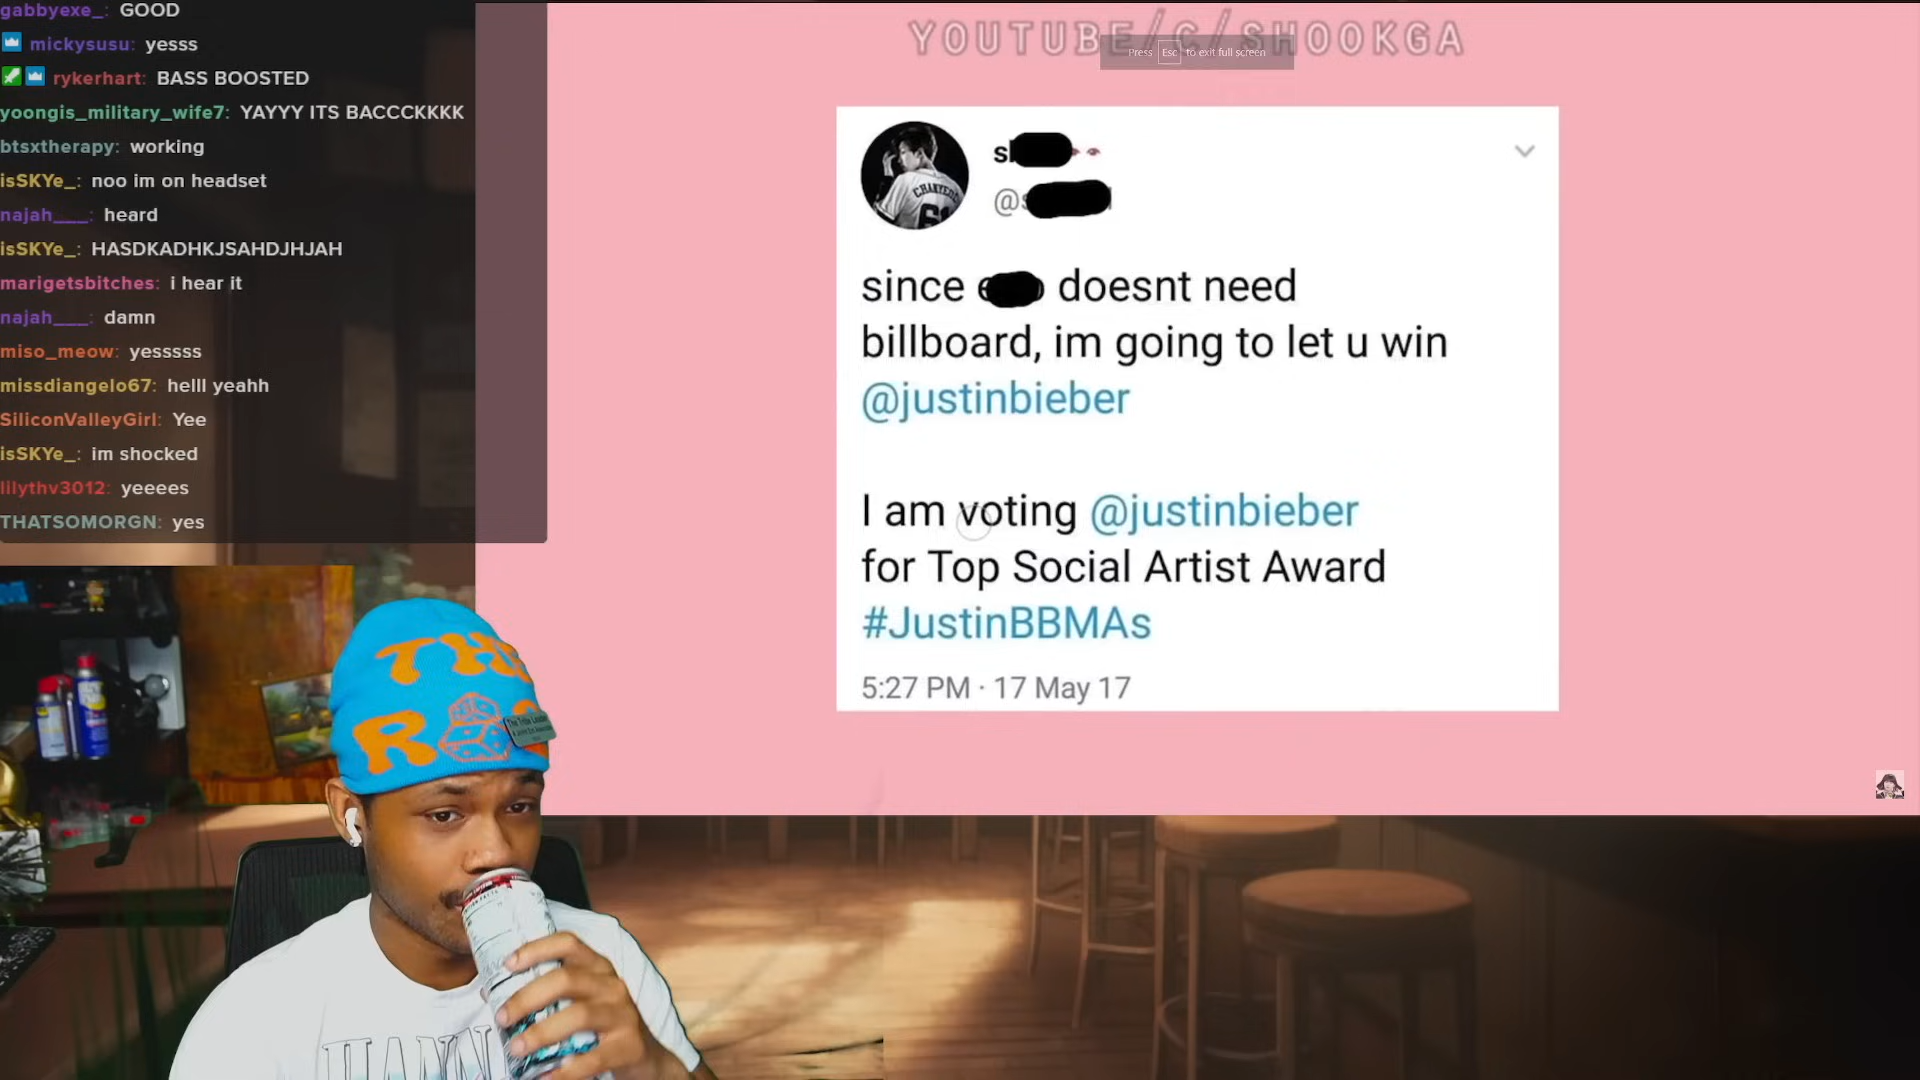 gabbyexe_: GOOD
mickysusu: yesss
rykerhart: BASS BOOSTED
yoongis_military_wife7: YAYYY ITS BACCCKKKK
btsxtherapy: working
isSKYe_: noo im on headset
najah___: heard
isSKYe_: HASDKADHKJSAHDJHJAH
marigetsbitches: i hear it
najah___: damn
miso_meow: yesssss
missdiangelo67: helll yeahh
SiliconValleyGirl: Yee
isSKYe_: im shocked
lllythv3012: yeeees
THATSOMORGN: yes
YOUTUBE/C/SHOOKGA
Press Esc to exit full screen
CHANYEOL
61
since doesnt need
billboard, im going to let u win
@justinbieber
I am voting @justinbieber
for Top Social Artist Award
#JustinBBMAs
5:27 PM · 17 May 17